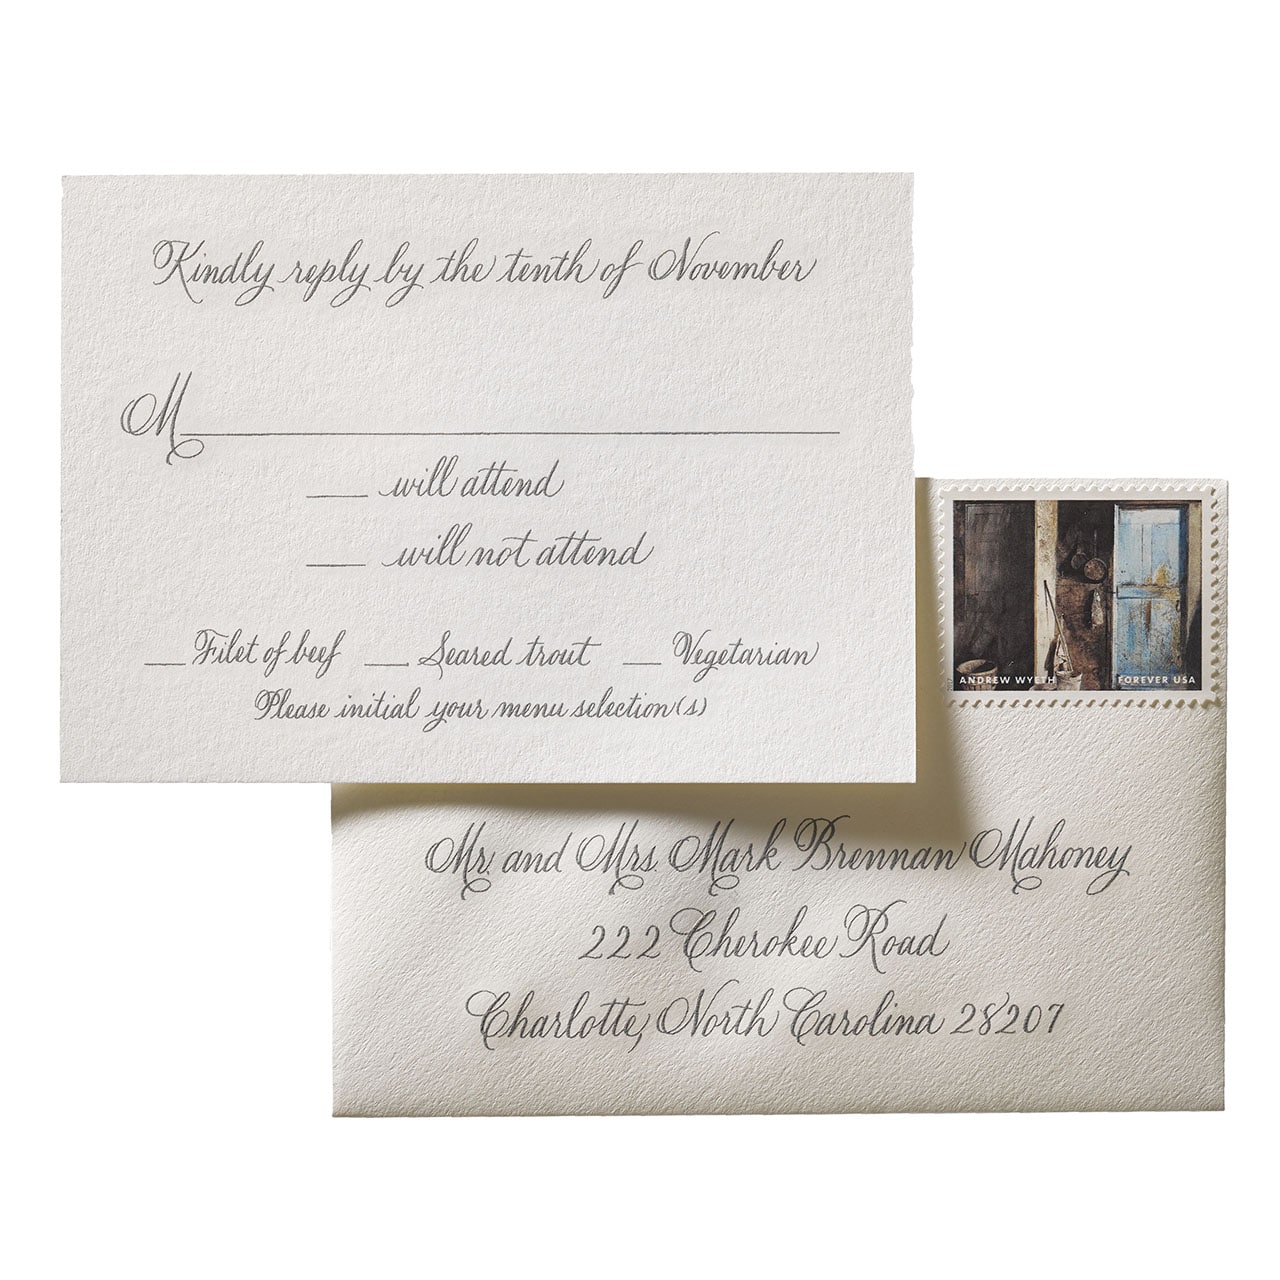 Kindly reply by the tenth of November
M
will attend
will not attend
Filet of beef Seared trout Vegetarian
Please initial your menu selection(s)
ANDREW WYETH FOREVER USA
Mr. and Mrs. Mark Brennan Mahoney
222 Cherokee Road
Charlotte, North Carolina 28207